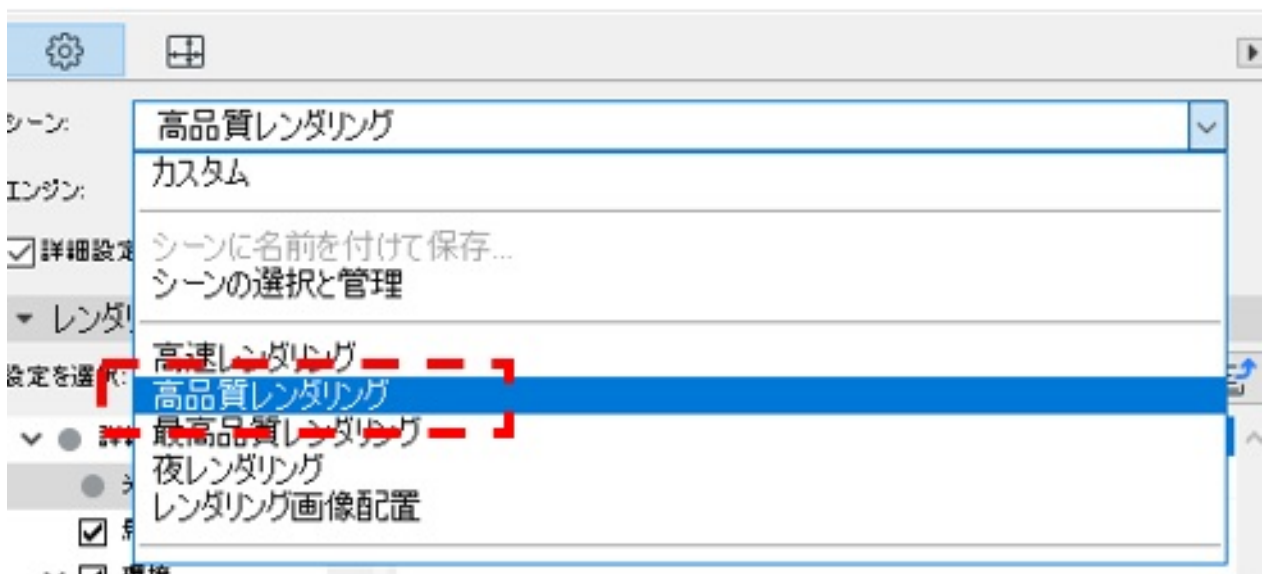 シーン:
高品質レンダリング
カスタム
エンジン:
シーンに名前を付けて保存...
詳細設定
シーンの選択と管理
レンダリ
高速レンダリング
設定を選択:
高品質レンダリング
最高品質レンダリング
夜レンダリング
レンダリング画像配置
環境